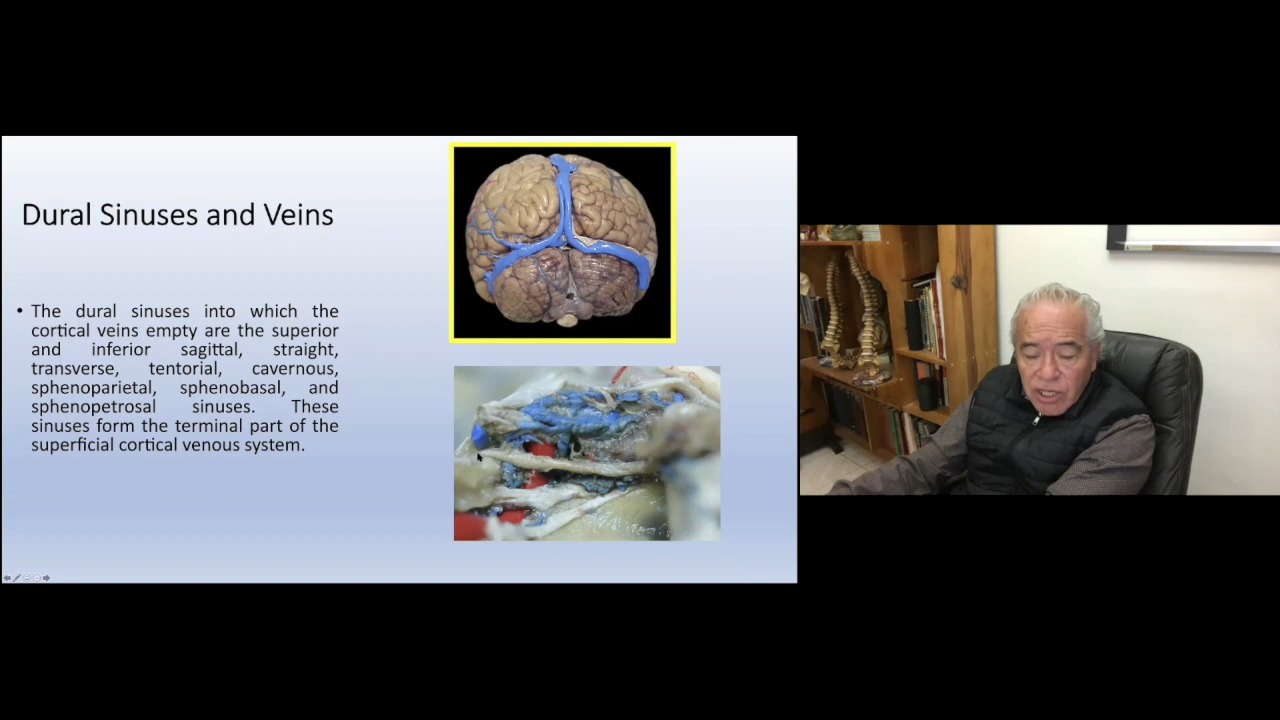 Dural Sinuses and Veins
• The dural sinuses into which the
cortical veins empty are the superior
and inferior sagittal, straight,
transverse, tentorial, cavernous,
sphenoparietal, sphenobasal, and
sphenopetrosal sinuses. These
sinuses form the terminal part of the
superficial cortical venous system.